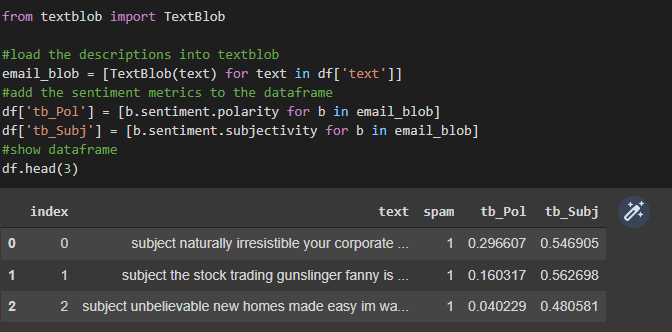 from textblob import TextBlob
#load the descriptions into textblob
email_blob = [TextBlob(text) for text in df['text']]
#add the sentiment metrics to the dataframe
df['tb_Pol'] = [b.sentiment.polarity for b in email_blob]
df['tb_Subj'] = [b.sentiment.subjectivity for b in email_blob]
#show dataframe
df.head(3)
index text spam tb_Pol tb_Subj
0 0 subject naturally irresistible your corporate ... 1 0.296607 0.546905
1 1 subject the stock trading gunslinger fanny is ... 1 0.160317 0.562698
2 2 subject unbelievable new homes made easy im wa... 1 0.040229 0.480581